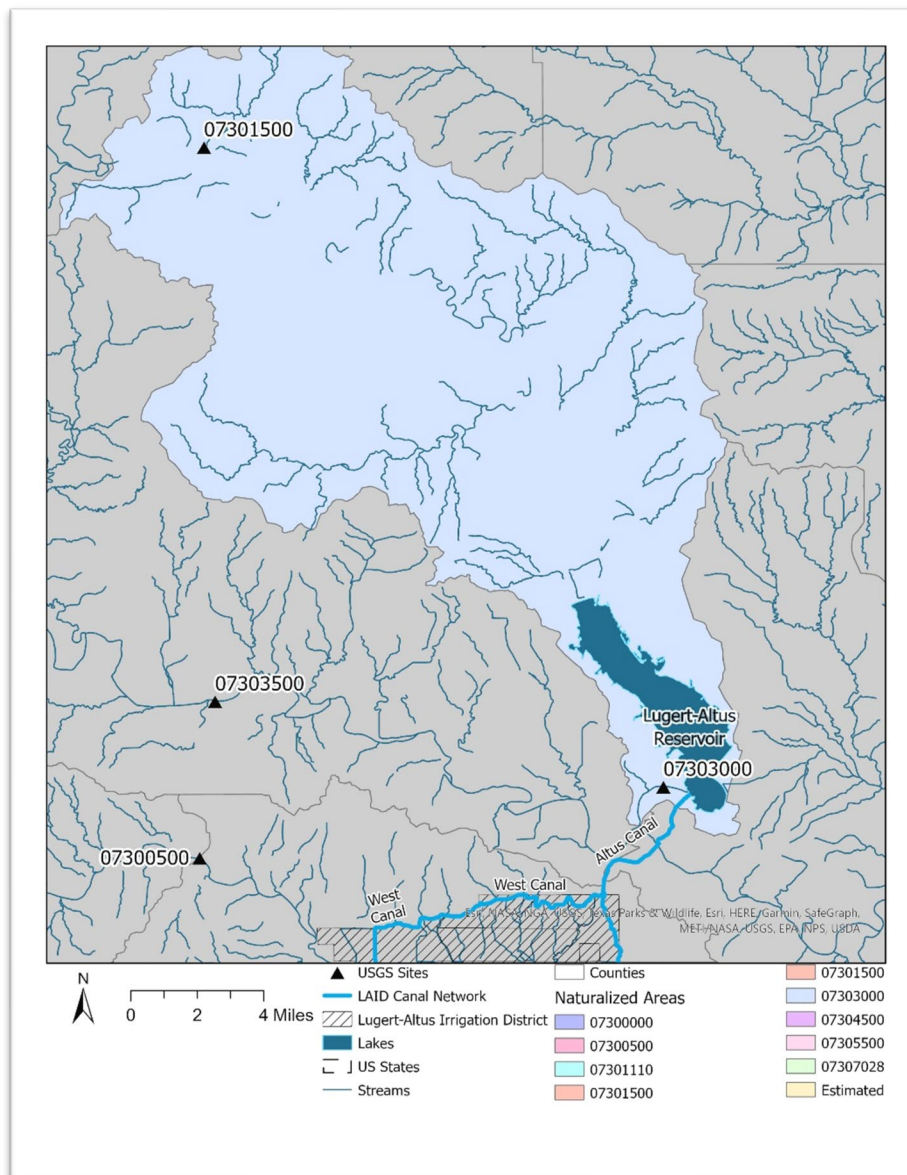 07301500
07303500
Lugert-Altus
Reservoir
07303000
07300500
Altus Canal
West Canal
West
Canal
Esri, NASA, NGA, USGS, Texas Parks & Wildlife, Esri, HERE, Garmin, SafeGraph,
METI/NASA, USGS, EPA, NPS, USDA
N
0 2 4 Miles
USGS Sites
LAID Canal Network
Lugert-Altus Irrigation District
Lakes
US States
Streams
Counties
Naturalized Areas
07300000
07300500
07301110
07301500
07301500
07303000
07304500
07305500
07307028
Estimated